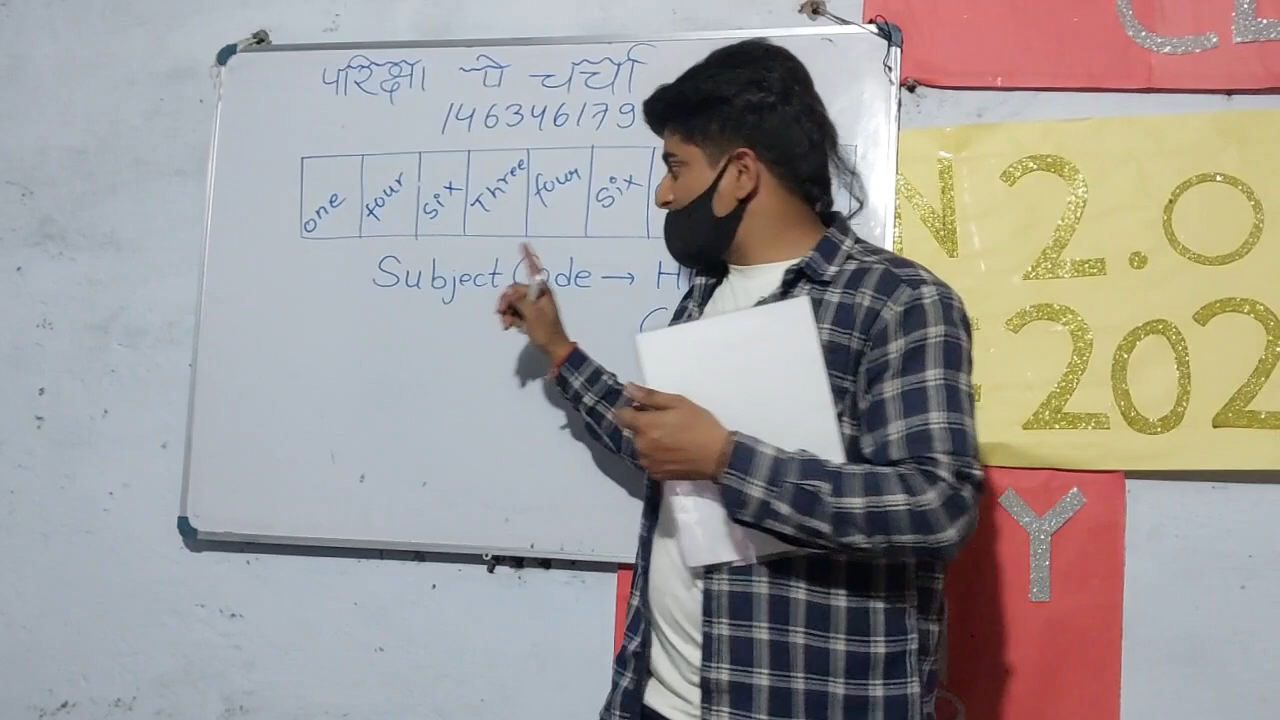 परिक्षा पे चर्चा
146346179
one four six Three four six
Subject Code → H
N 2.0
202
Y